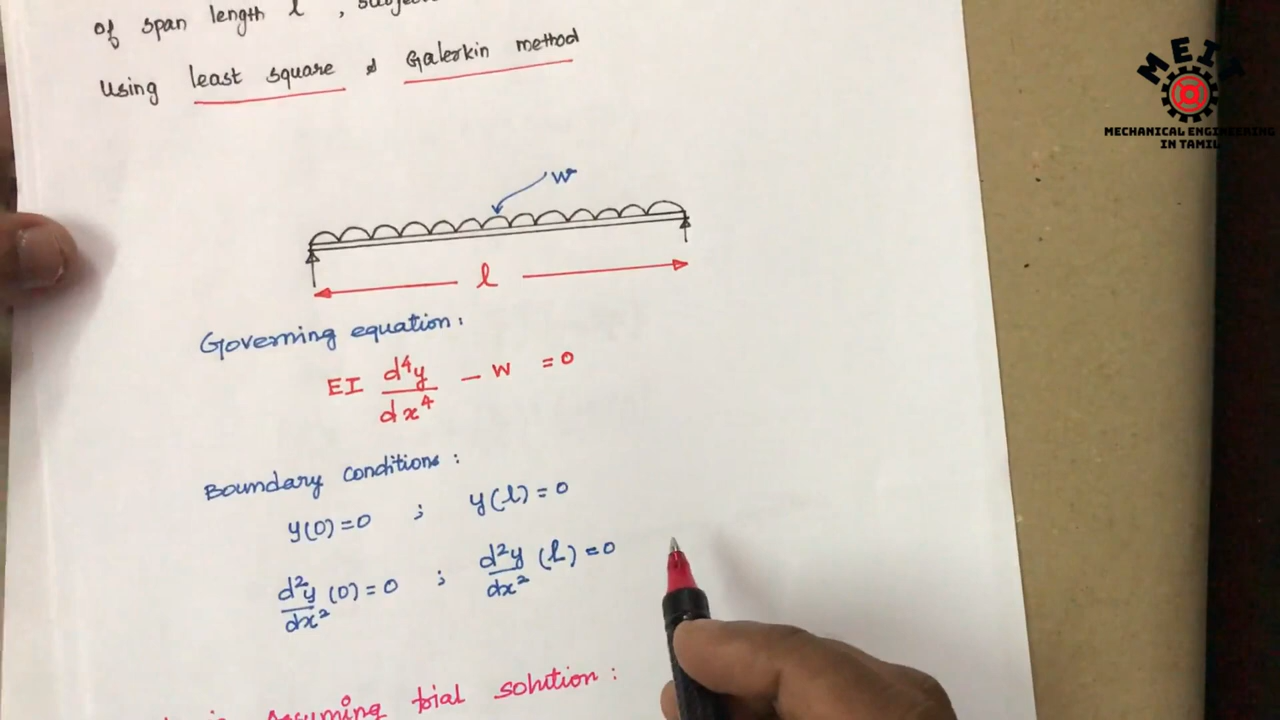 of span length l ,
Using least square & Galerkin method
MEIT
MECHANICAL ENGINEERING
IN TAMIL
w
l
Governing equation:
EI d⁴y/dx⁴ - w = 0
Boundary conditions:
y(0)=0 ; y(l)=0
d²y/dx² (0)=0 ; d²y/dx² (l)=0
Assuming trial solution: